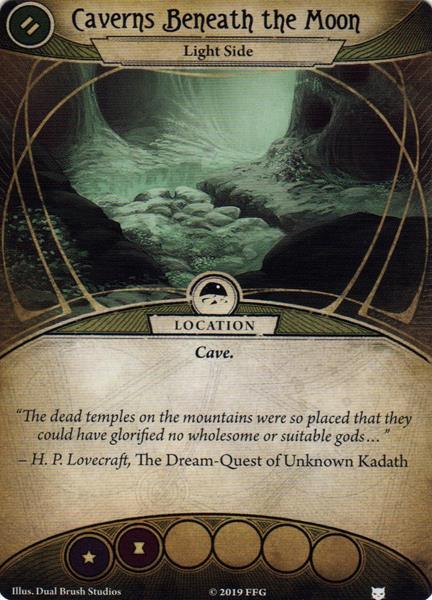 Caverns Beneath the Moon
Light Side
LOCATION
Cave.
“The dead temples on the mountains were so placed that they
could have glorified no wholesome or suitable gods…”
– H. P. Lovecraft, The Dream-Quest of Unknown Kadath
Illus. Dual Brush Studios
© 2019 FFG